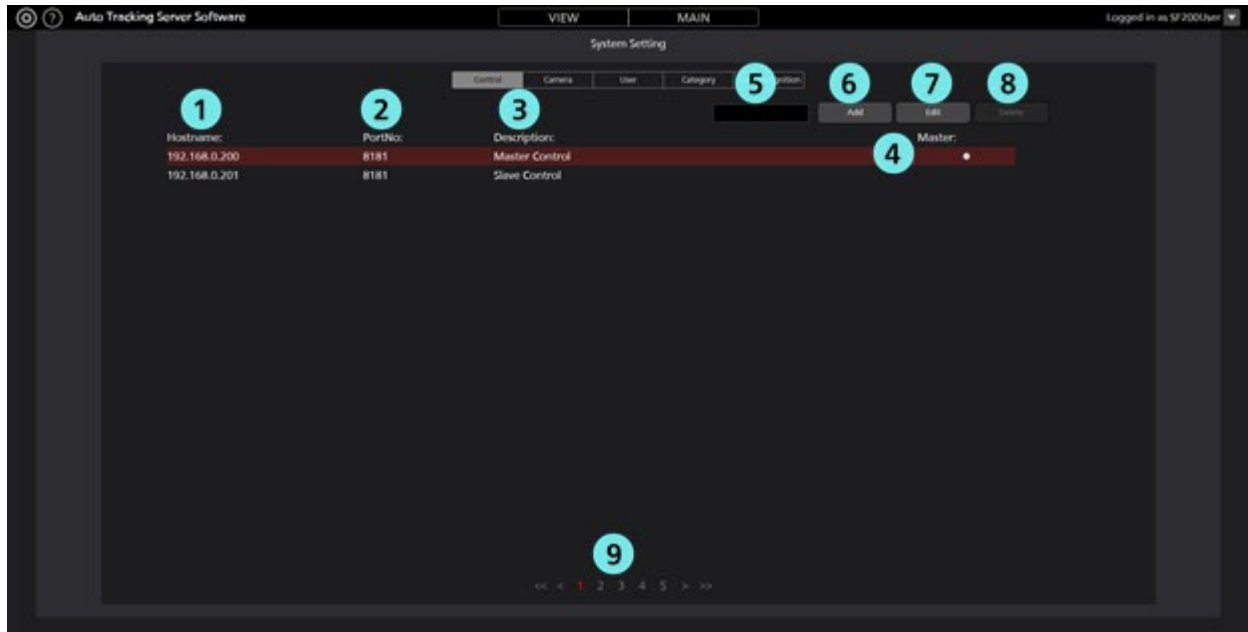 ? Auto Tracking Server Software VIEW MAIN Logged in as SF200User
System Setting
Control Camera User Category 5
6 7 8
Add Edit Delete
1 2 3
Hostname: PortNo: Description: Master:
192.168.0.200 8181 Master Control 4
192.168.0.201 8181 Slave Control
9
<< < 1 2 3 4 5 > >>